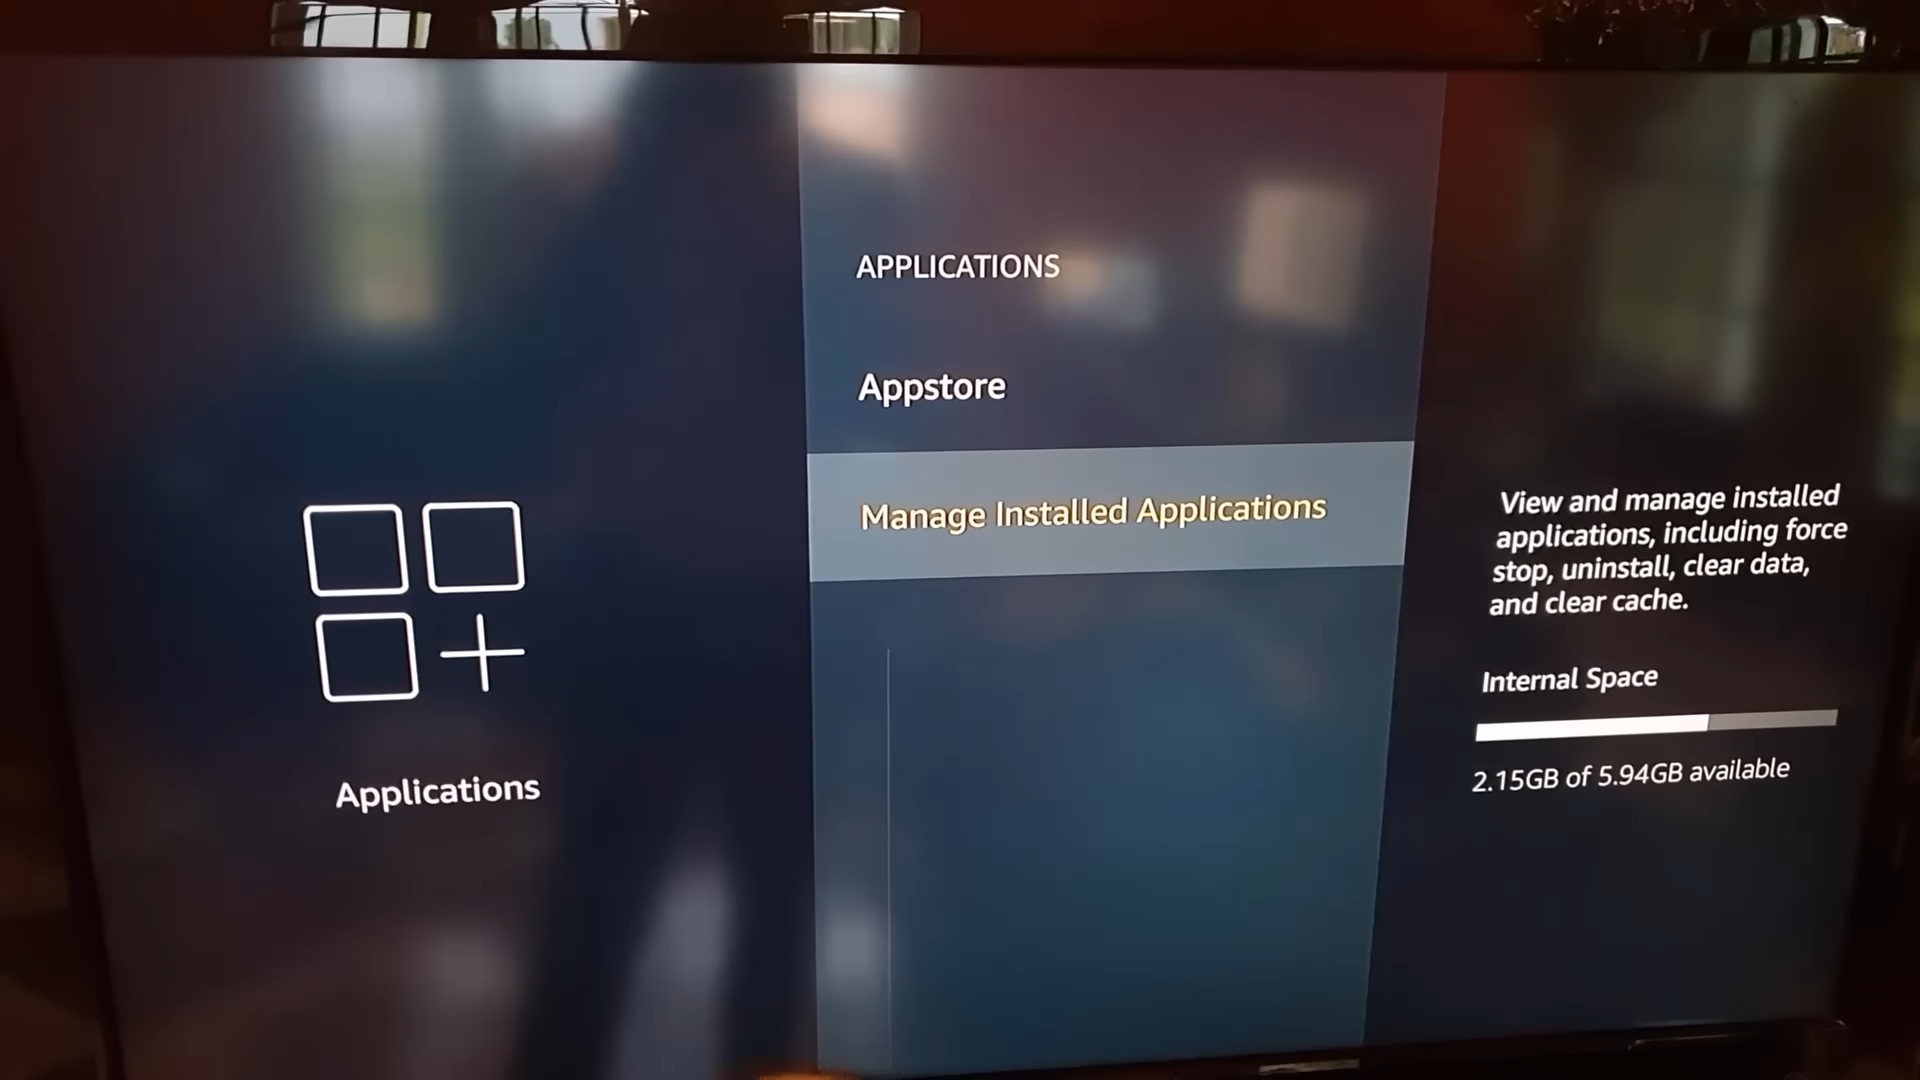 APPLICATIONS
Appstore
Manage Installed Applications
Applications
View and manage installed
applications, including force
stop, uninstall, clear data,
and clear cache.
Internal Space
2.15GB of 5.94GB available